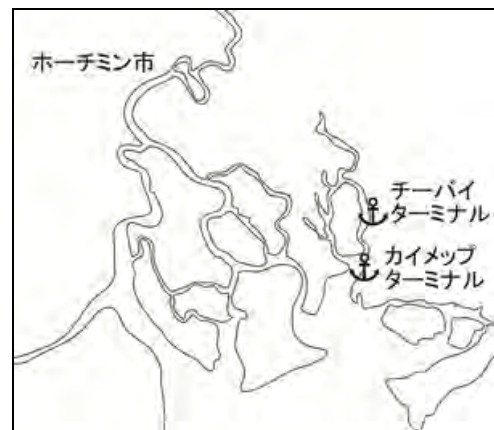 ホーチミン市
チーバイ
ターミナル
カイメップ
ターミナル